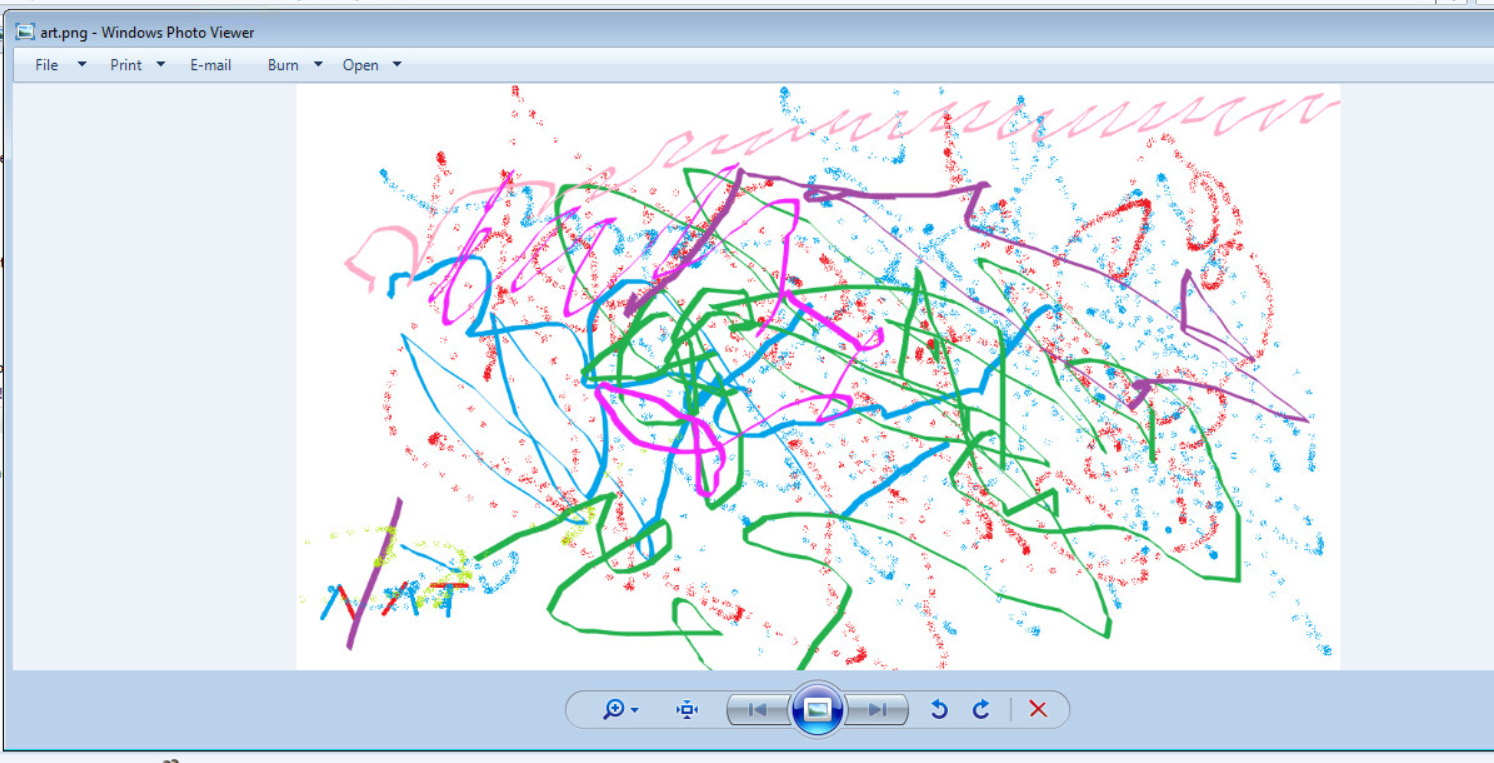 art.png - Windows Photo Viewer
File Print E-mail Burn Open